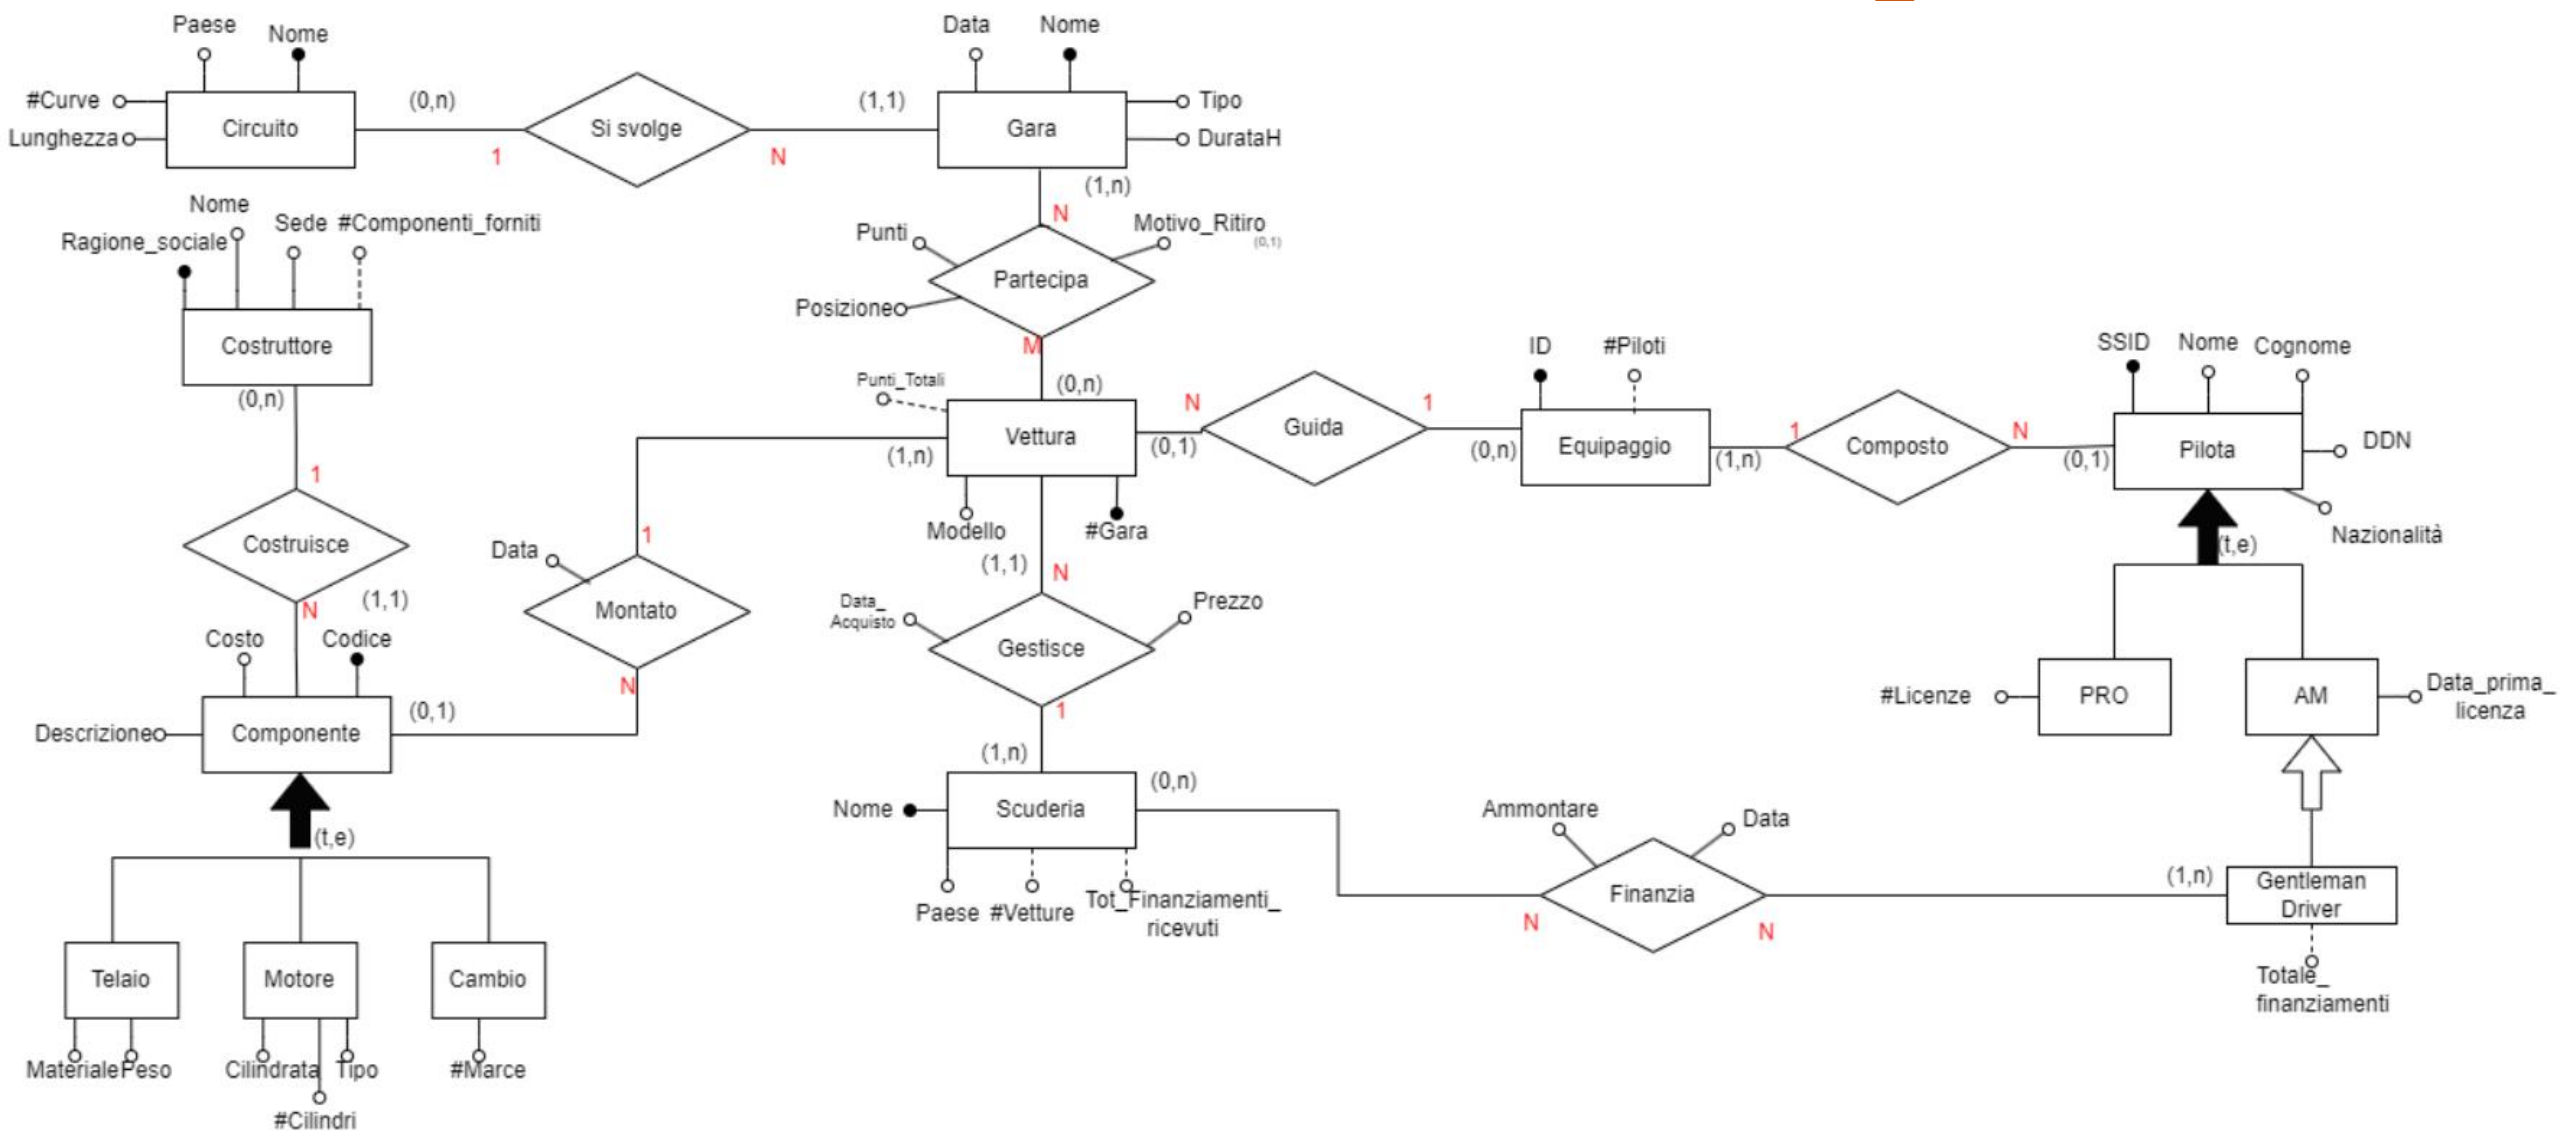 Paese
Nome
#Curve
Lunghezza
Circuito
(0,n)
1
Si svolge
N
(1,1)
Data
Nome
Gara
Tipo
DurataH
(1,n)
N
Punti
Motivo_Ritiro
(0,1)
Partecipa
Posizione
M
Nome
Sede
#Componenti_forniti
Ragione_sociale
Costruttore
(0,n)
1
Costruisce
N
(1,1)
Costo
Codice
Descrizione
Componente
(0,1)
(t,e)
Telaio
Motore
Cambio
Materiale
Peso
Cilindrata
Tipo
#Cilindri
#Marce
Data
1
Montato
N
Punti_Totali
(0,n)
Vettura
(1,n)
Modello
#Gara
N
(0,1)
Guida
1
(0,n)
ID
#Piloti
Equipaggio
(1,n)
1
Composto
N
(0,1)
SSID
Nome
Cognome
Pilota
DDN
Nazionalità
(t,e)
#Licenze
PRO
AM
Data_prima_
licenza
(1,1)
N
Data_
Acquisto
Prezzo
Gestisce
1
(1,n)
Nome
Scuderia
(0,n)
Paese
#Vetture
Tot_Finanziamenti_
ricevuti
Ammontare
Data
Finanzia
N
N
(1,n)
Gentleman
Driver
Totale_
finanziamenti